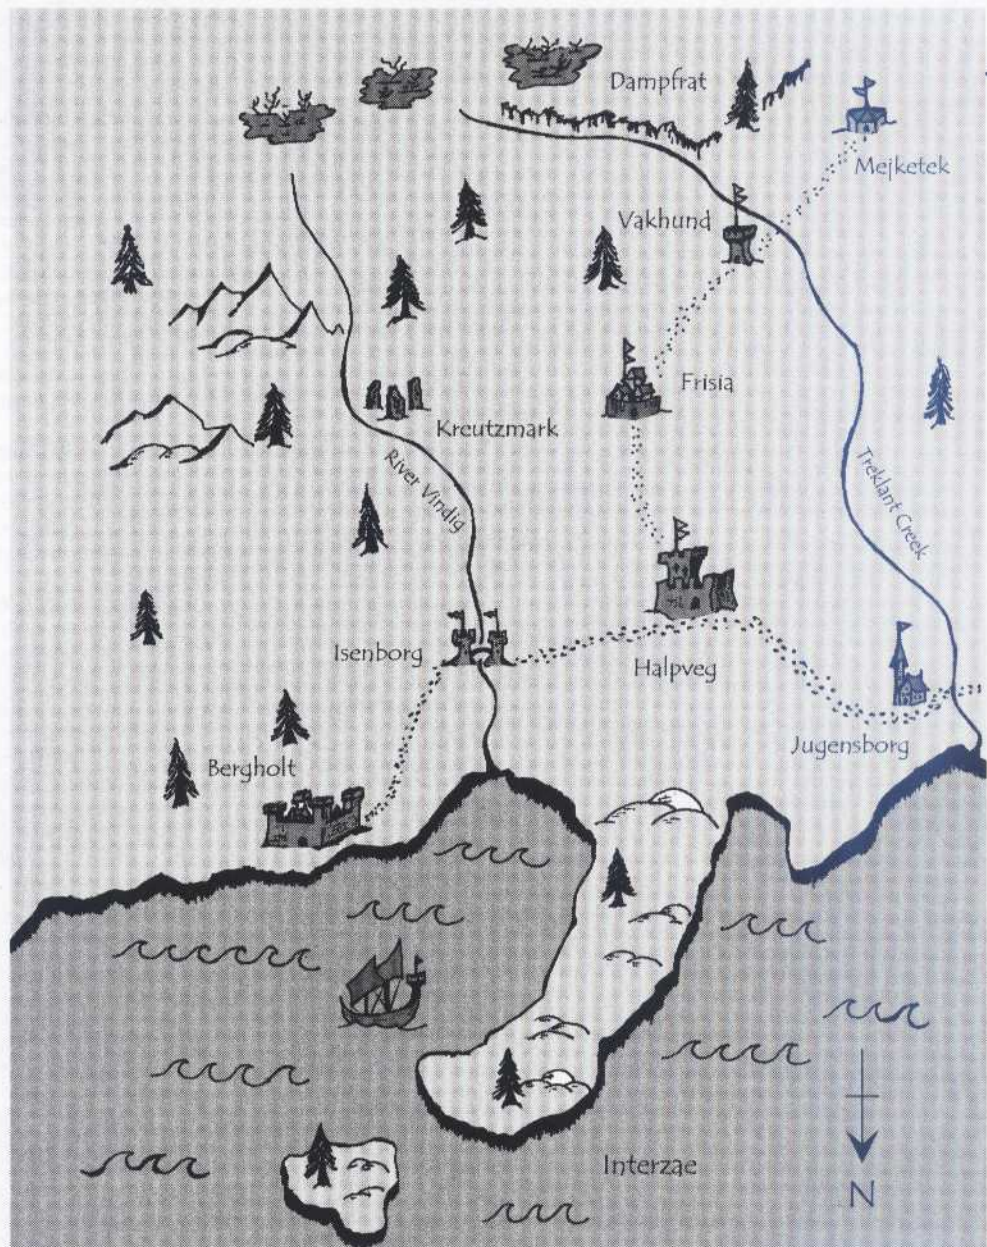 Dampfrat
Mejketek
Vakhund
Frisia
Kreutzmark
River Vindig
Treklant Creek
Isenborg
Halpveg
Jugensborg
Bergholt
Interzae
N